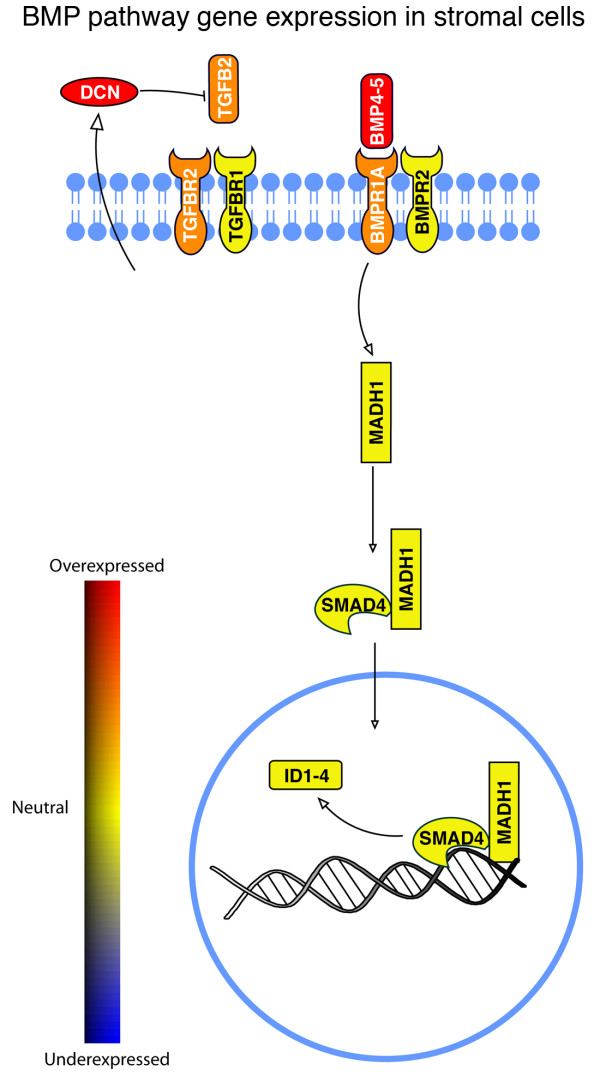 BMP pathway gene expression in stromal cells
DCN
TGFB2
BMP4-5
TGFBR2
TGFBR1
BMPR1A
BMPR2
MADH1
Overexpressed
SMAD4
MADH1
Neutral
ID1-4
SMAD4
MADH1
Underexpressed